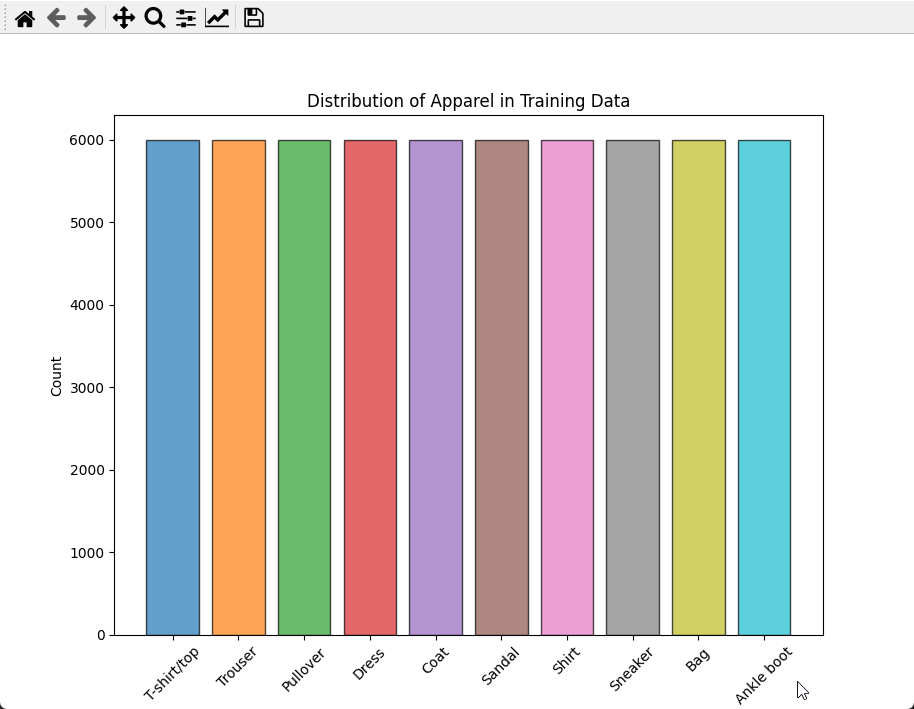 Distribution of Apparel in Training Data
6000
5000
4000
3000
2000
1000
0
Count
T-shirt/top
Trouser
Pullover
Dress
Coat
Sandal
Shirt
Sneaker
Bag
Ankle boot